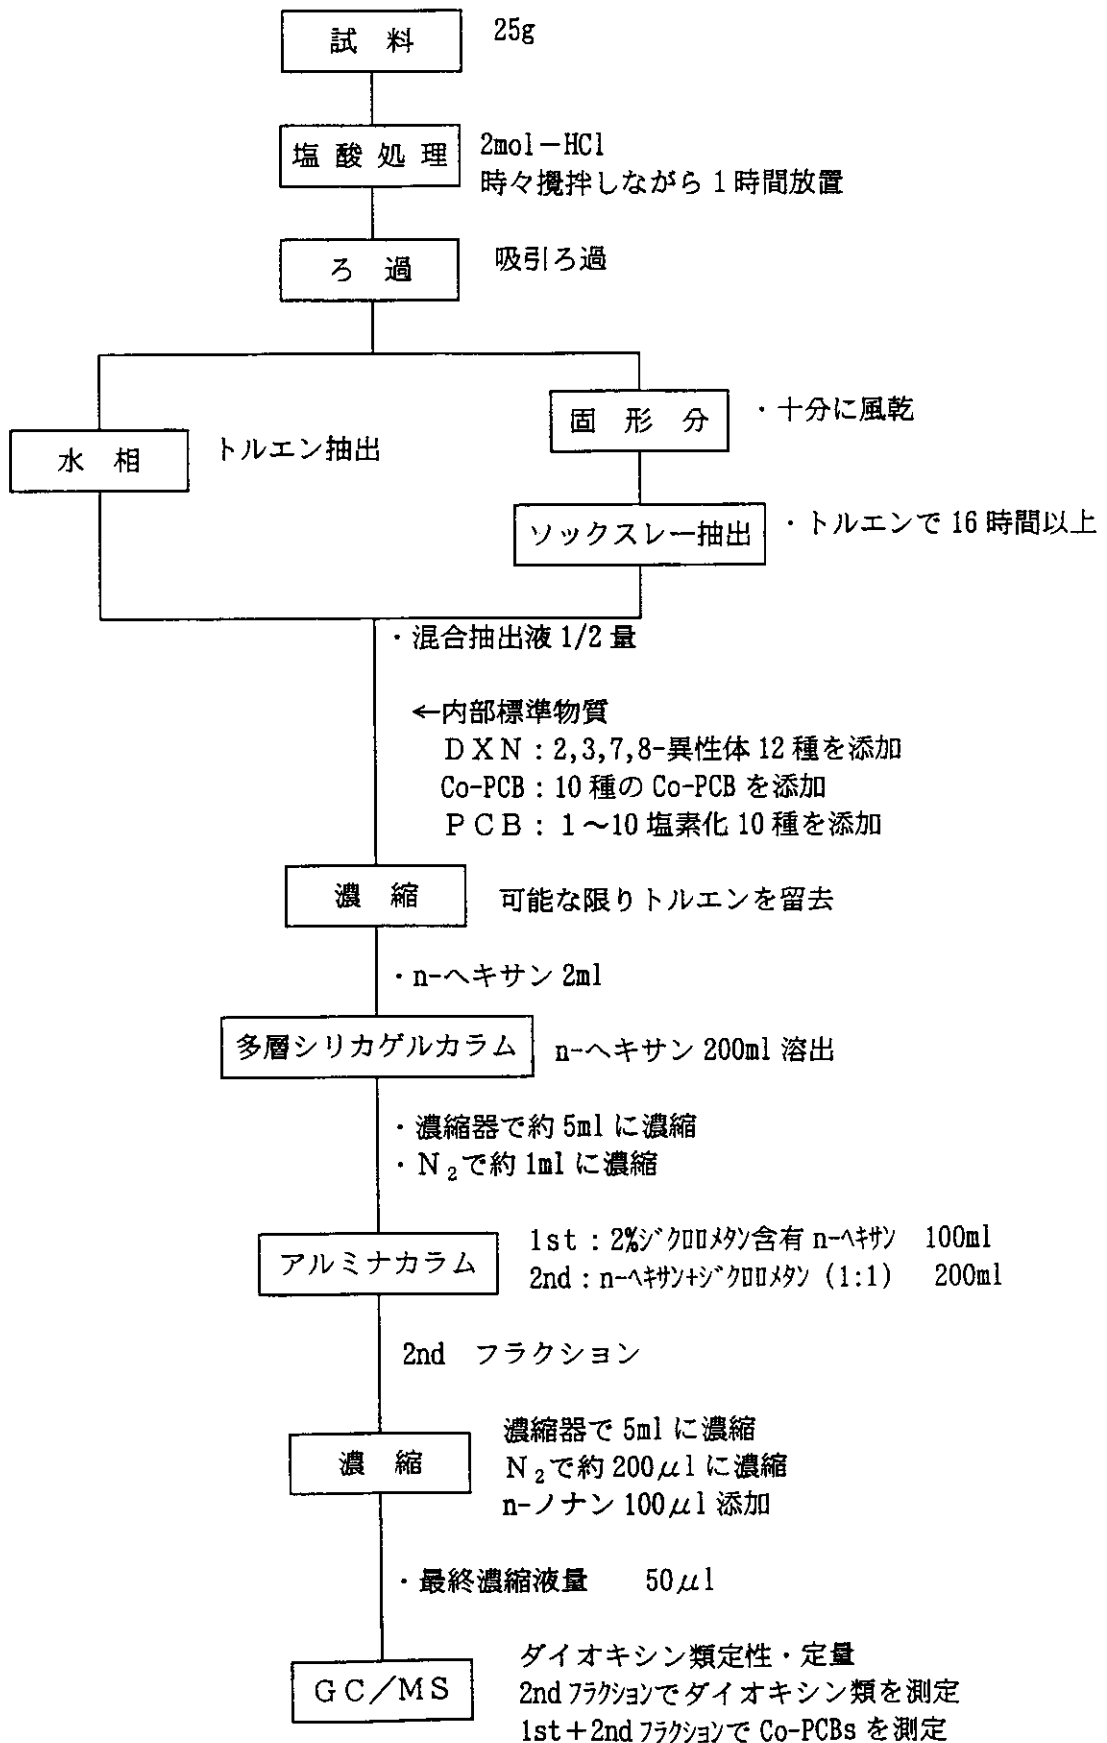 試料 25g
塩酸処理 2mol-HCl
時々攪拌しながら1時間放置
ろ過 吸引ろ過
固形分 ・十分に風乾
水相 トルエン抽出
ソックスレー抽出 ・トルエンで16時間以上
・混合抽出液1/2量
←内部標準物質
DXN:2,3,7,8-異性体12種を添加
Co-PCB:10種のCo-PCBを添加
PCB:1~10塩素化10種を添加
濃縮 可能な限りトルエンを留去
・n-ヘキサン2ml
多層シリカゲルカラム n-ヘキサン200ml溶出
・濃縮器で約5mlに濃縮
・N₂で約1mlに濃縮
アルミナカラム 1st:2%ジクロロメタン含有n-ヘキサン 100ml
2nd:n-ヘキサン+ジクロロメタン(1:1) 200ml
2nd フラクション
濃縮 濃縮器で5mlに濃縮
N₂で約200μlに濃縮
n-ノナン100μl添加
・最終濃縮液量 50μl
GC/MS ダイオキシン類定性・定量
2ndフラクションでダイオキシン類を測定
1st+2ndフラクションでCo-PCBsを測定